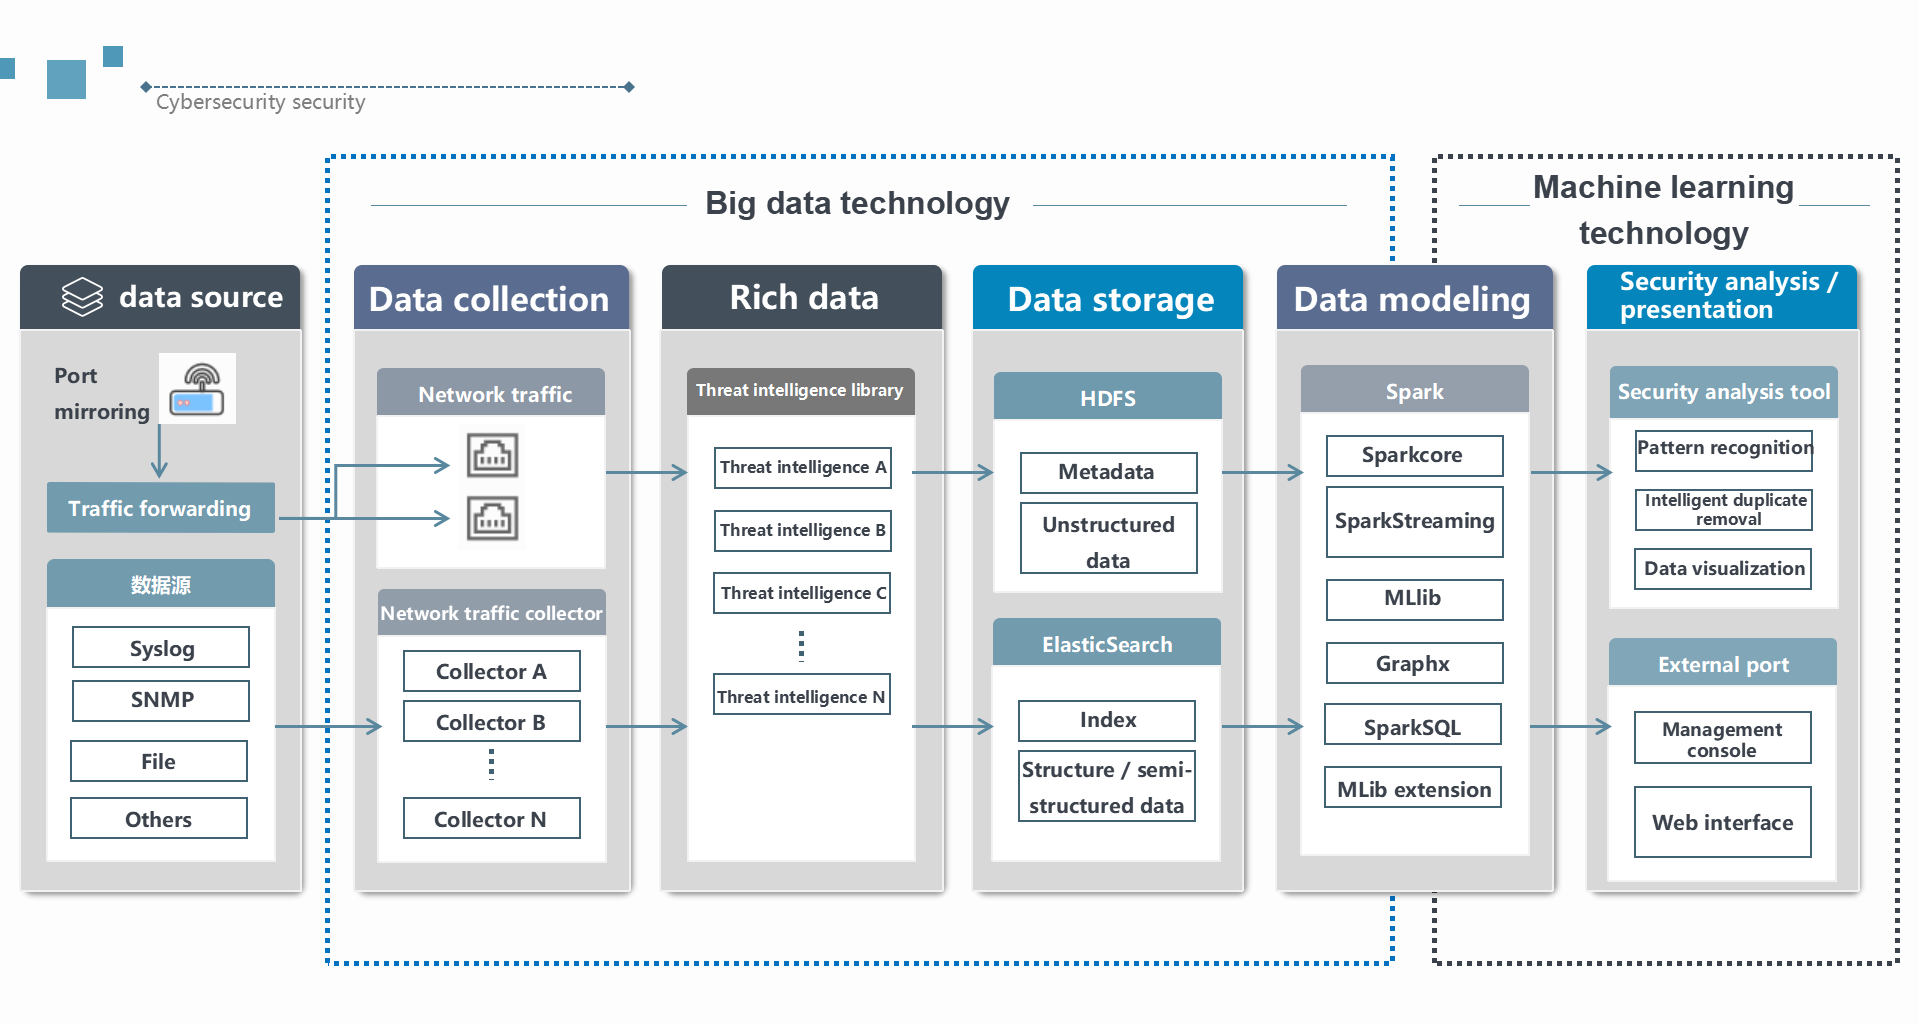 Cybersecurity security
Big data technology
Machine learning
technology
data source
Port
mirroring
Traffic forwarding
数据源
Syslog
SNMP
File
Others
Data collection
Network traffic
Network traffic collector
Collector A
Collector B
Collector N
Rich data
Threat intelligence library
Threat intelligence A
Threat intelligence B
Threat intelligence C
Threat intelligence N
Data storage
HDFS
Metadata
Unstructured
data
ElasticSearch
Index
Structure / semi-
structured data
Data modeling
Spark
Sparkcore
SparkStreaming
MLlib
Graphx
SparkSQL
MLib extension
Security analysis /
presentation
Security analysis tool
Pattern recognition
Intelligent duplicate
removal
Data visualization
External port
Management
console
Web interface